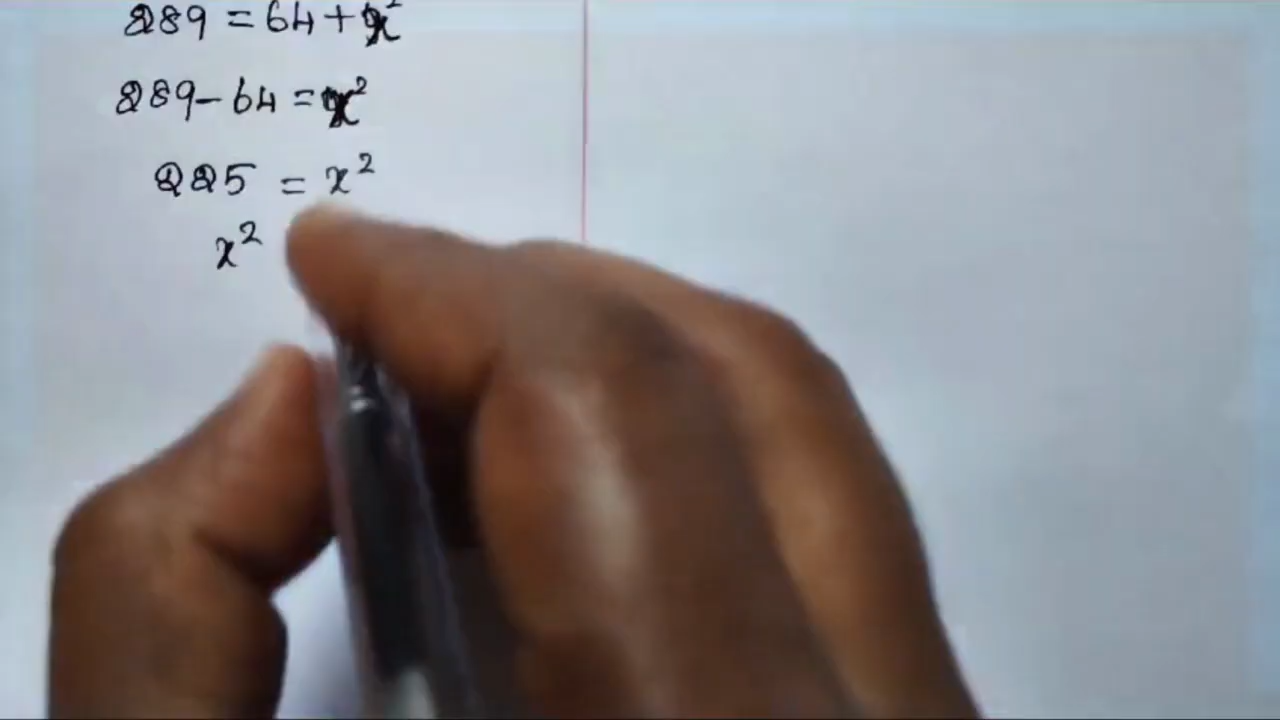 289 = 64 + x²
289 - 64 = x²
225 = x²
x²